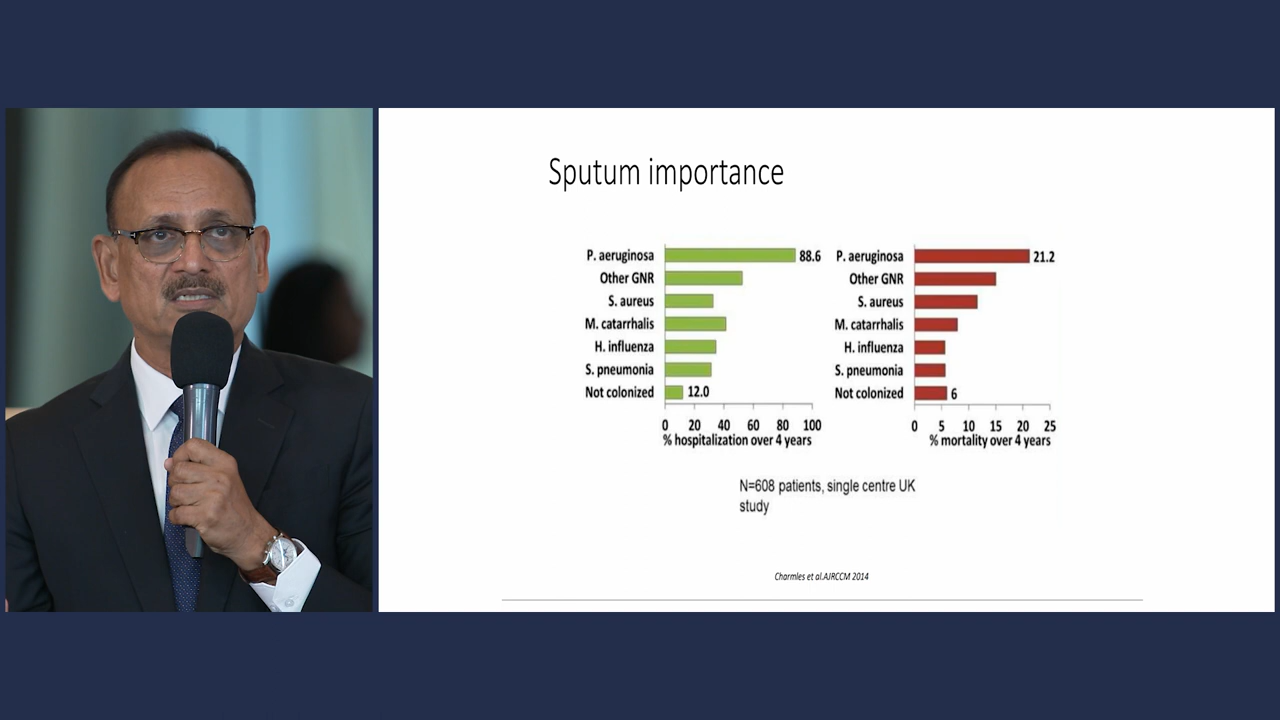 Sputum importance
P. aeruginosa 88.6
Other GNR
S. aureus
M. catarrhalis
H. influenza
S. pneumonia
Not colonized 12.0
0 20 40 60 80 100
% hospitalization over 4 years
P. aeruginosa 21.2
Other GNR
S. aureus
M. catarrhalis
H. influenza
S. pneumonia
Not colonized 6
0 5 10 15 20 25
% mortality over 4 years
N=608 patients, single centre UK
study
Charmles et al.AJRCCM 2014